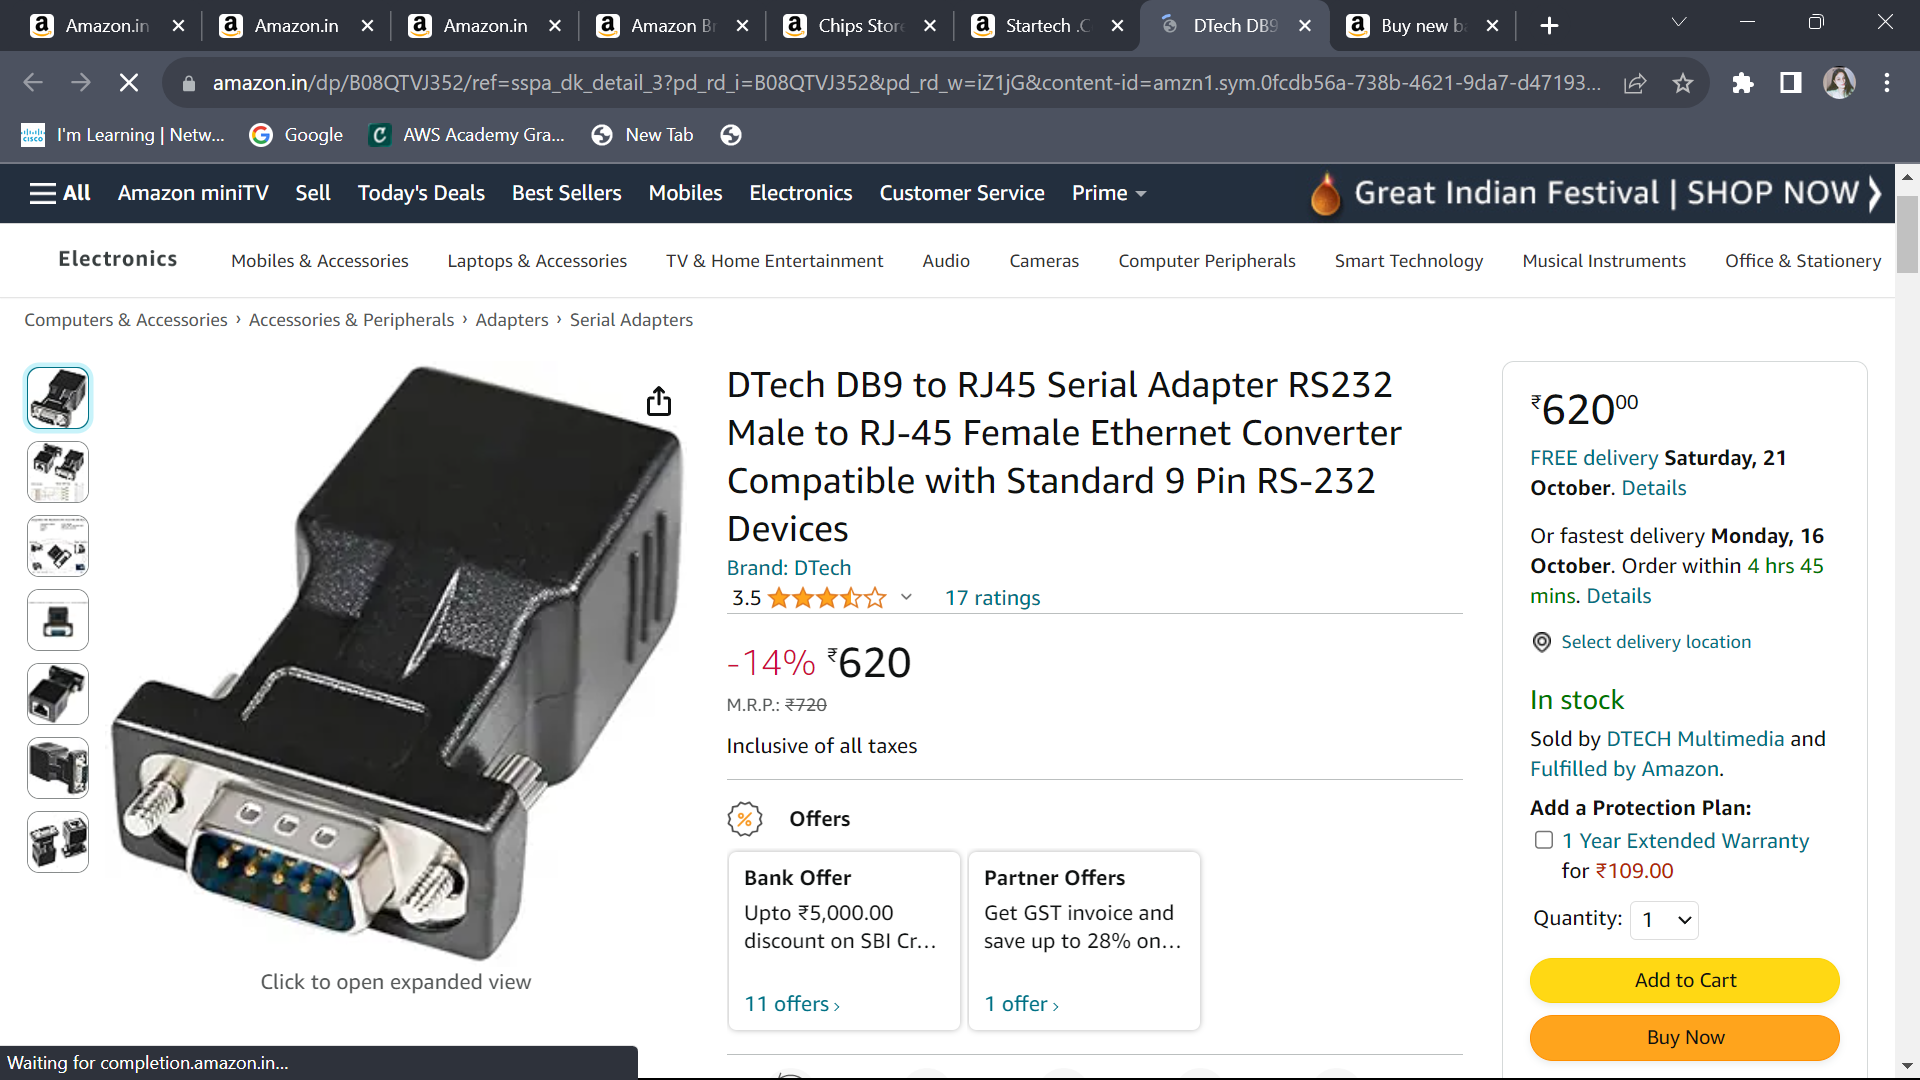 Amazon.in
Amazon.in
Amazon.in
Amazon Br
Chips Store
Startech .C
DTech DB9
Buy new b
amazon.in/dp/B08QTVJ352/ref=sspa_dk_detail_3?pd_rd_i=B08QTVJ352&pd_rd_w=iZ1jG&content-id=amzn1.sym.0fcdb56a-738b-4621-9da7-d47193...
I'm Learning | Netw...
Google
AWS Academy Gra...
New Tab
All
Amazon miniTV
Sell
Today's Deals
Best Sellers
Mobiles
Electronics
Customer Service
Prime
Great Indian Festival | SHOP NOW
Electronics
Mobiles & Accessories
Laptops & Accessories
TV & Home Entertainment
Audio
Cameras
Computer Peripherals
Smart Technology
Musical Instruments
Office & Stationery
Computers & Accessories › Accessories & Peripherals › Adapters › Serial Adapters
Click to open expanded view
DTech DB9 to RJ45 Serial Adapter RS232
Male to RJ-45 Female Ethernet Converter
Compatible with Standard 9 Pin RS-232
Devices
Brand: DTech
3.5
17 ratings
-14% ₹620
M.R.P.: ₹720
Inclusive of all taxes
Offers
Bank Offer
Upto ₹5,000.00
discount on SBI Cr...
11 offers ›
Partner Offers
Get GST invoice and
save up to 28% on...
1 offer ›
₹62000
FREE delivery Saturday, 21
October. Details
Or fastest delivery Monday, 16
October. Order within 4 hrs 45
mins. Details
Select delivery location
In stock
Sold by DTECH Multimedia and
Fulfilled by Amazon.
Add a Protection Plan:
1 Year Extended Warranty
for ₹109.00
Quantity: 1
Add to Cart
Buy Now
Waiting for completion.amazon.in...